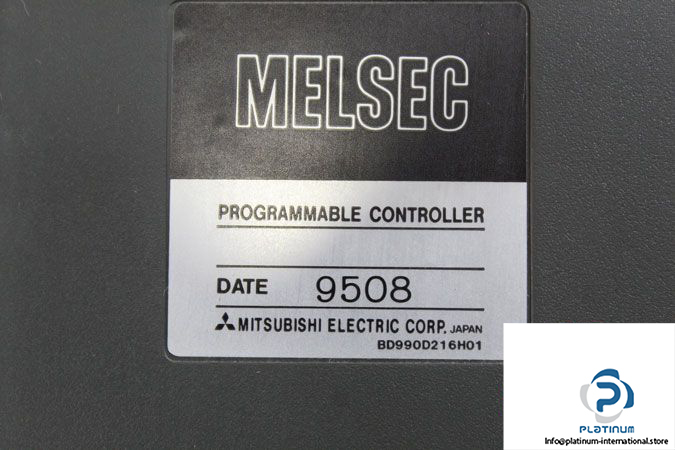 MELSEC
PROGRAMMABLE CONTROLLER
DATE 9508
MITSUBISHI ELECTRIC CORP. JAPAN
BD990D216H01
PLATINUM
Info@platinum-international.store